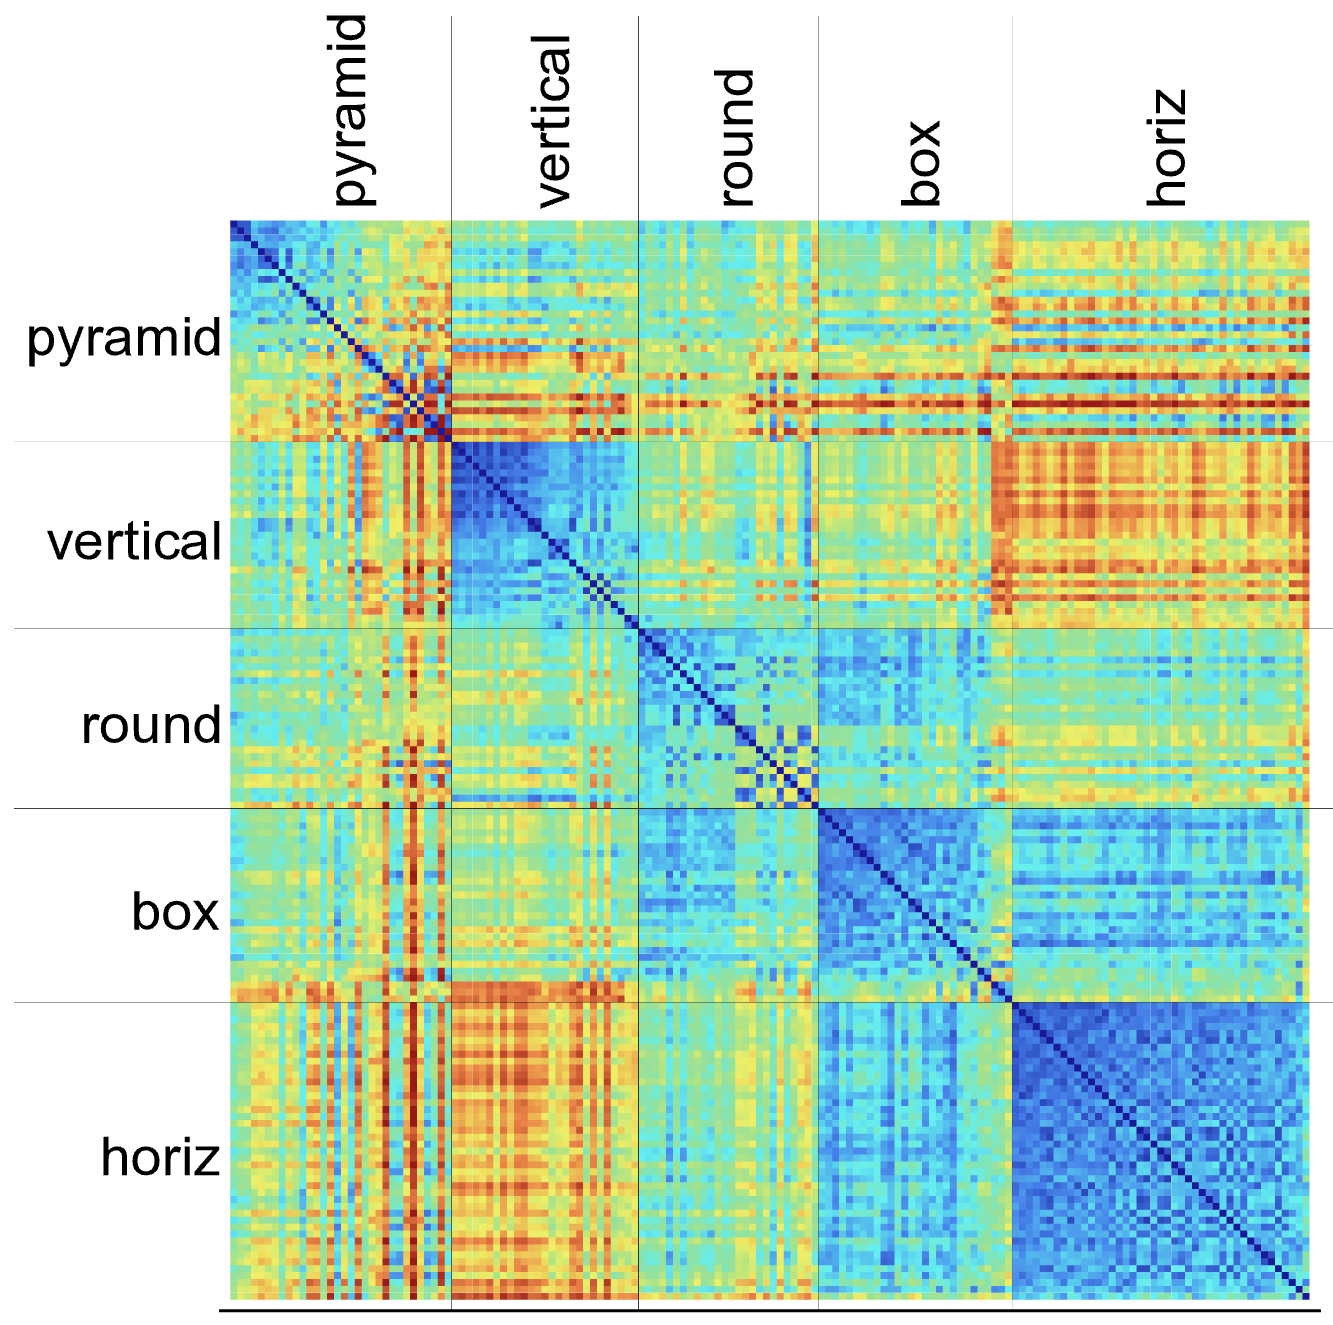 pyramid
vertical
round
box
horiz
pyramid
vertical
round
box
horiz